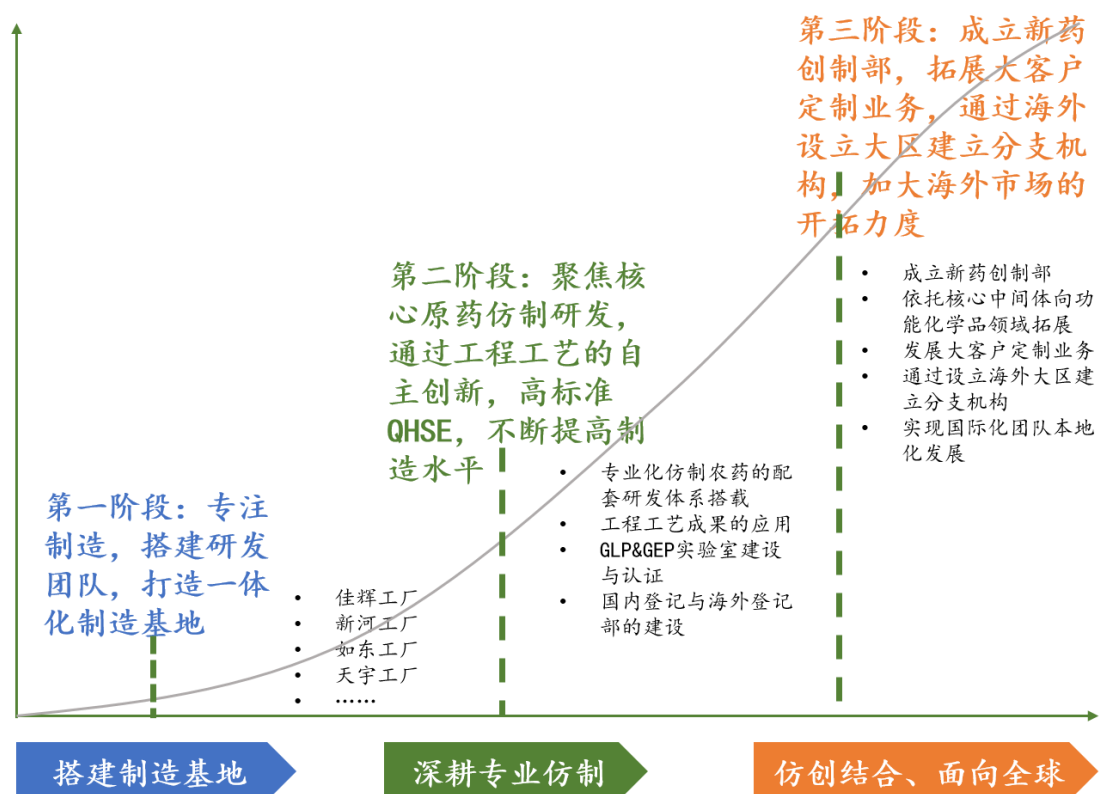 第一阶段：专注
制造，搭建研发
团队，打造一体
化制造基地
• 佳辉工厂
• 新河工厂
• 如东工厂
• 天宇工厂
• ……
第二阶段：聚焦核
心原药仿制研发，
通过工程工艺的自
主创新，高标准
QHSE，不断提高制
造水平
• 专业化仿制农药的配
套研发体系搭载
• 工程工艺成果的应用
• GLP&GEP实验室建设
与认证
• 国内登记与海外登记
部的建设
第三阶段：成立新药
创制部，拓展大客户
定制业务，通过海外
设立大区建立分支机
构，加大海外市场的
开拓力度
• 成立新药创制部
• 依托核心中间体向功
能化学品领域拓展
• 发展大客户定制业务
• 通过设立海外大区建
立分支机构
• 实现国际化团队本地
化发展
搭建制造基地
深耕专业仿制
仿创结合、面向全球